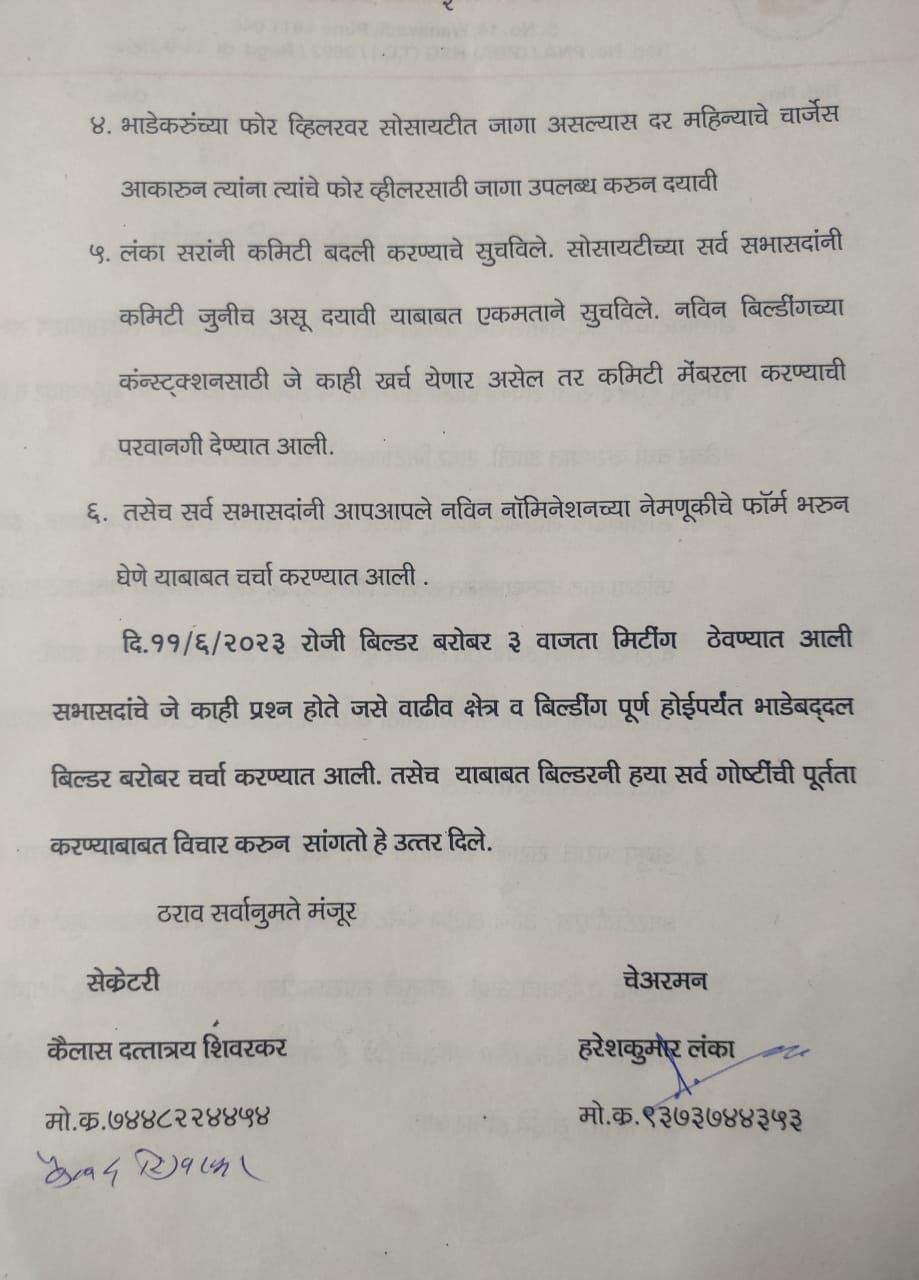 २
४. भाडेकरुंच्या फोर व्हिलरवर सोसायटीत जागा असल्यास दर महिन्याचे चार्जेस
आकारुन त्यांना त्यांचे फोर व्हीलरसाठी जागा उपलब्ध करुन दयावी
५. लंका सरांनी कमिटी बदली करण्याचे सुचविले. सोसायटीच्या सर्व सभासदांनी
कमिटी जुनीच असू दयावी याबाबत एकमताने सुचविले. नविन बिल्डींगच्या
कंन्स्ट्क्शनसाठी जे काही खर्च येणार असेल तर कमिटी मेंबरला करण्याची
परवानगी देण्यात आली.
६. तसेच सर्व सभासदांनी आपआपले नविन नॉमिनेशनच्या नेमणूकीचे फॉर्म भरुन
घेणे याबाबत चर्चा करण्यात आली .
दि.११/६/२०२३ रोजी बिल्डर बरोबर ३ वाजता मिटींग ठेवण्यात आली
सभासदांचे जे काही प्रश्न होते जसे वाढीव क्षेत्र व बिल्डींग पूर्ण होईपर्यंत भाडेबद्दल
बिल्डर बरोबर चर्चा करण्यात आली. तसेच याबाबत बिल्डरनी हया सर्व गोष्टींची पूर्तता
करण्याबाबत विचार करुन सांगतो हे उत्तर दिले.
ठराव सर्वानुमते मंजूर
सेक्रेटरी चेअरमन
कैलास दत्तात्रय शिवरकर हरेशकुमार लंका
मो.क्र.७४४८२२४४५४ मो.क्र.९३७३७४४३५३